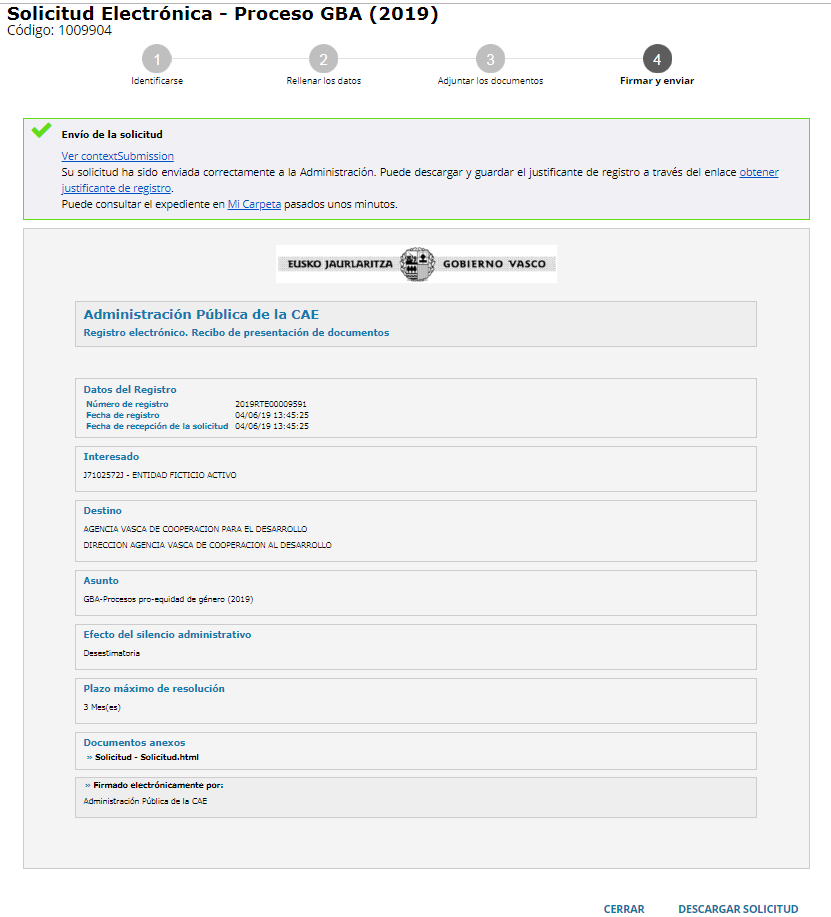 Solicitud Electrónica - Proceso GBA (2019)
Código: 1009904
1
2
3
4
Identificarse
Rellenar los datos
Adjuntar los documentos
Firmar y enviar
Envío de la solicitud
Ver contextSubmission
Su solicitud ha sido enviada correctamente a la Administración. Puede descargar y guardar el justificante de registro a través del enlace obtener
justificante de registro.
Puede consultar el expediente en Mi Carpeta pasados unos minutos.
EUSKO JAURLARITZA GOBIERNO VASCO
Administración Pública de la CAE
Registro electrónico. Recibo de presentación de documentos
Datos del Registro
Número de registro 2019RTE00009591
Fecha de registro 04/06/19 13:45:25
Fecha de recepción de la solicitud 04/06/19 13:45:25
Interesado
J7102572J - ENTIDAD FICTICIO ACTIVO
Destino
AGENCIA VASCA DE COOPERACION PARA EL DESARROLLO
DIRECCION AGENCIA VASCA DE COOPERACION AL DESARROLLO
Asunto
GBA-Procesos pro-equidad de género (2019)
Efecto del silencio administrativo
Desestimatoria
Plazo máximo de resolución
3 Mes(es)
Documentos anexos
» Solicitud - Solicitud.html
» Firmado electrónicamente por:
Administración Pública de la CAE
CERRAR DESCARGAR SOLICITUD